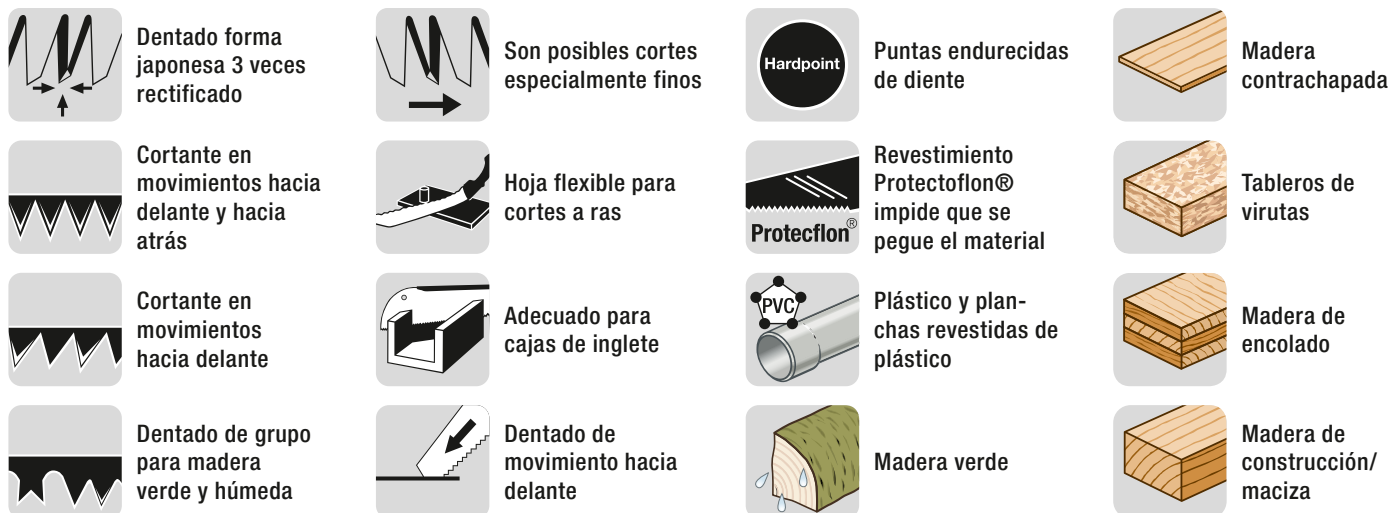 Dentado forma
japonesa 3 veces
rectificado
Son posibles cortes
especialmente finos
Hardpoint
Puntas endurecidas
de diente
Madera
contrachapada
Cortante en
movimientos hacia
delante y hacia
atrás
Hoja flexible para
cortes a ras
Protecflon®
Revestimiento
Protectoflon®
impide que se
pegue el material
Tableros de
virutas
Cortante en
movimientos
hacia delante
Adecuado para
cajas de inglete
PVC
Plástico y plan-
chas revestidas de
plástico
Madera de
encolado
Dentado de grupo
para madera
verde y húmeda
Dentado de
movimiento hacia
delante
Madera verde
Madera de
construcción/
maciza